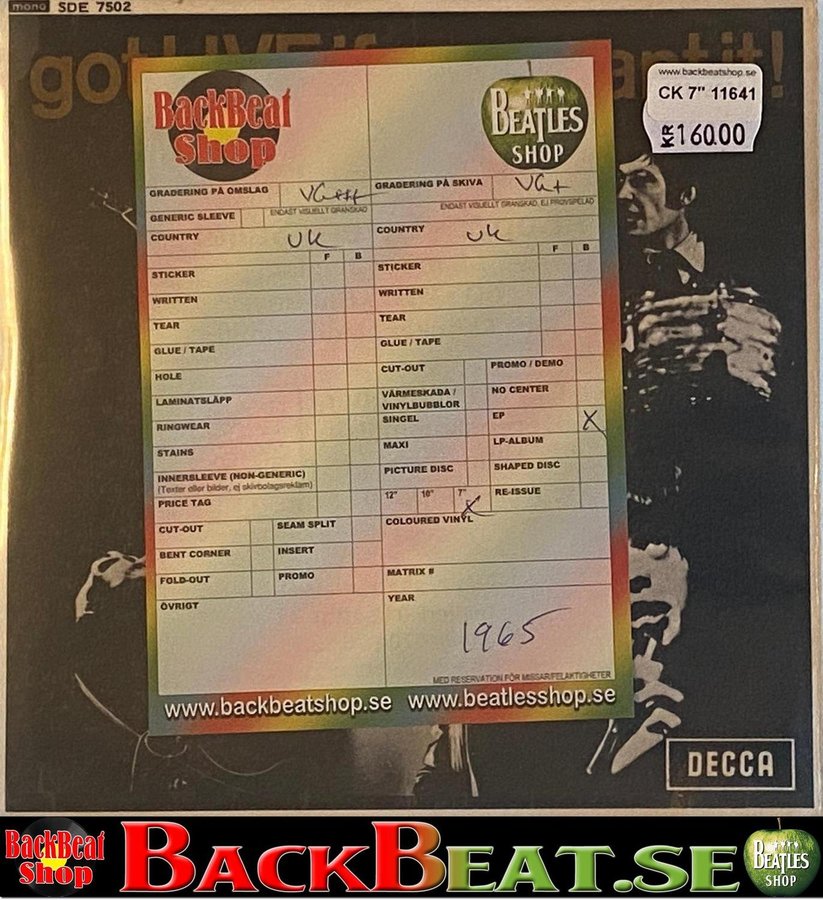 mono SDE 7502
got LIVE if ant it!
www.backbeatshop.se
CK 7" 11641
KR 160.00
BackBeat Shop
BEATLES SHOP
GRADERING PÅ OMSLAG VG+++
ENDAST VISUELLT GRANSKAD
GENERIC SLEEVE
COUNTRY UK
F B
STICKER
WRITTEN
TEAR
GLUE / TAPE
HOLE
LAMINATSLÄPP
RINGWEAR
STAINS
INNERSLEEVE (NON-GENERIC)
(Texter eller bilder, ej skivbolagsreklam)
PRICE TAG
CUT-OUT SEAM SPLIT
BENT CORNER INSERT
FOLD-OUT PROMO
ÖVRIGT
GRADERING PÅ SKIVA VG+
ENDAST VISUELLT GRANSKAD, EJ PROVSPELAD
COUNTRY UK
F B
STICKER
WRITTEN
TEAR
GLUE / TAPE
CUT-OUT PROMO / DEMO
VÄRMESKADA / NO CENTER
VINYLBUBBLOR
SINGEL EP X
MAXI LP-ALBUM
PICTURE DISC SHAPED DISC
12" 10" 7" X RE-ISSUE
COLOURED VINYL
MATRIX #
YEAR
1965
MED RESERVATION FÖR MISSAR/FELAKTIGHETER
www.backbeatshop.se www.beatlesshop.se
DECCA
BackBeat Shop
BACKBEAT.SE
BEATLES SHOP